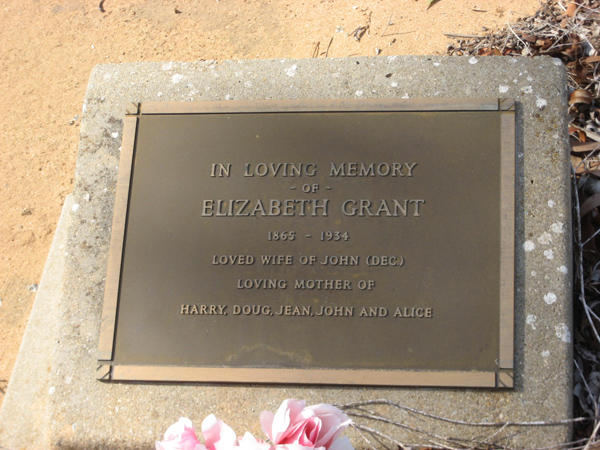 IN LOVING MEMORY
- OF -
ELIZABETH GRANT
1865 - 1934
LOVED WIFE OF JOHN (DEC.)
LOVING MOTHER OF
HARRY, DOUG, JEAN, JOHN AND ALICE